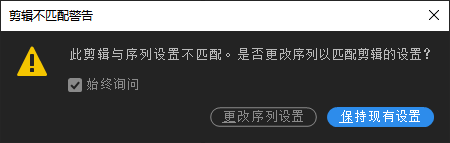 剪辑不匹配警告
此剪辑与序列设置不匹配。是否更改序列以匹配剪辑的设置?
始终询问
更改序列设置
保持现有设置